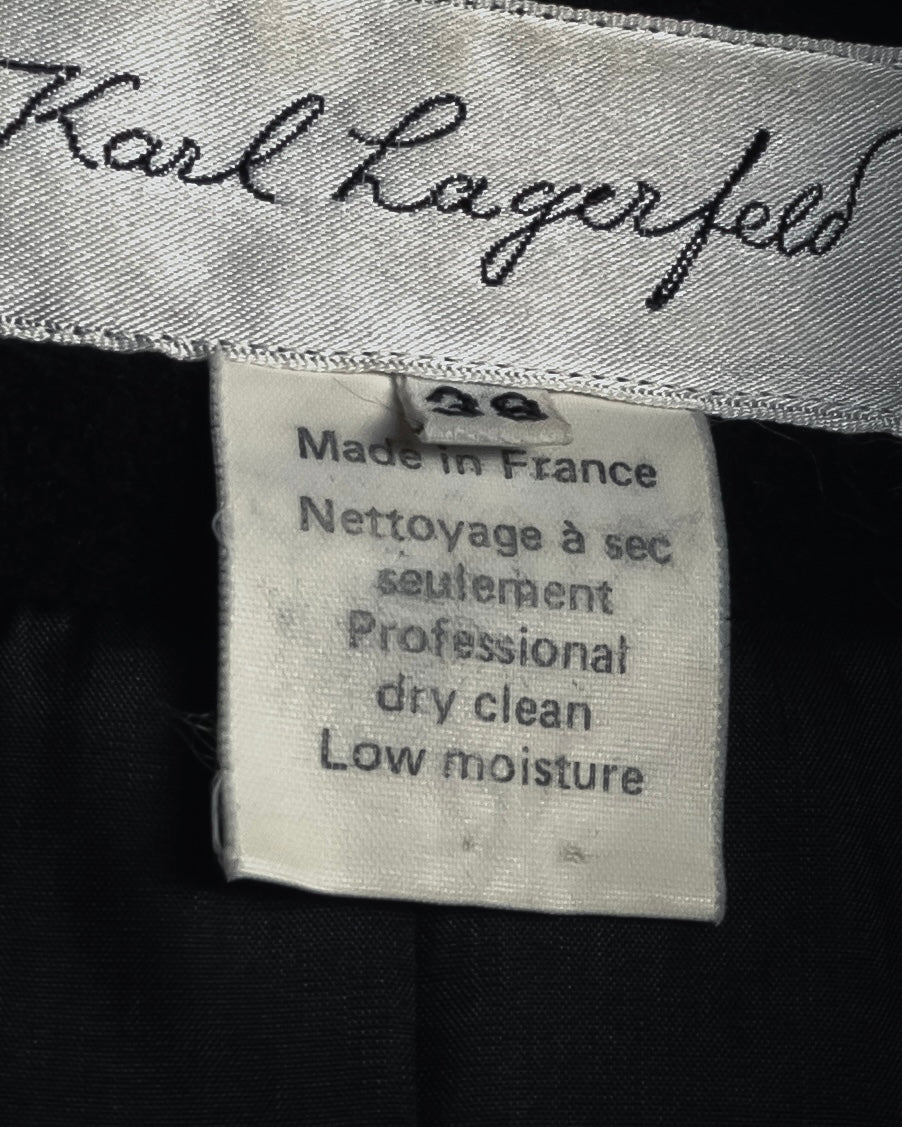 Karl Lagerfeld
38
Made in France
Nettoyage à sec
seulement
Professional
dry clean
Low moisture